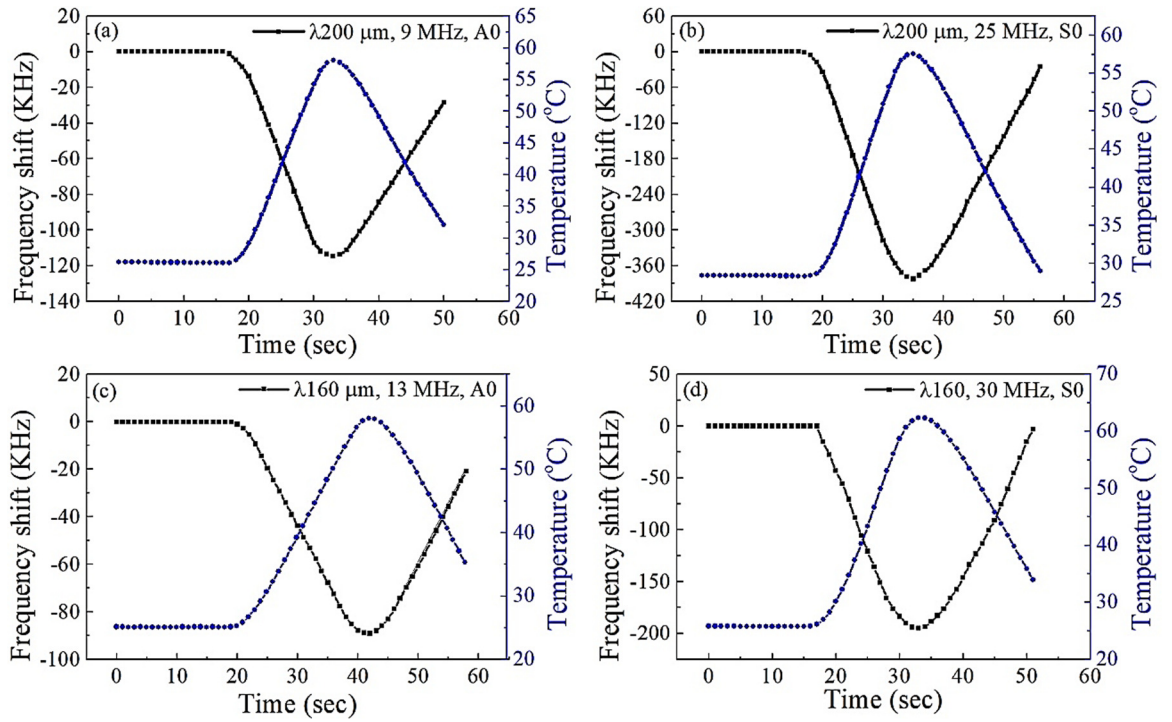 (a)
λ200 μm, 9 MHz, A0
Frequency shift (KHz)
20
0
-20
-40
-60
-80
-100
-120
-140
65
60
55
50
45
40
35
30
25
20
Temperature (°C)
0 10 20 30 40 50 60
Time (sec)
(b)
λ200 μm, 25 MHz, S0
Frequency shift (KHz)
60
0
-60
-120
-180
-240
-300
-360
-420
60
55
50
45
40
35
30
25
Temperature (°C)
0 10 20 30 40 50 60
Time (sec)
(c)
λ160 μm, 13 MHz, A0
Frequency shift (KHz)
20
0
-20
-40
-60
-80
-100
60
50
40
30
20
Temperature (°C)
0 10 20 30 40 50 60
Time (sec)
(d)
λ160, 30 MHz, S0
Frequency shift (KHz)
50
0
-50
-100
-150
-200
70
60
50
40
30
20
Temperature (°C)
0 10 20 30 40 50 60
Time (sec)